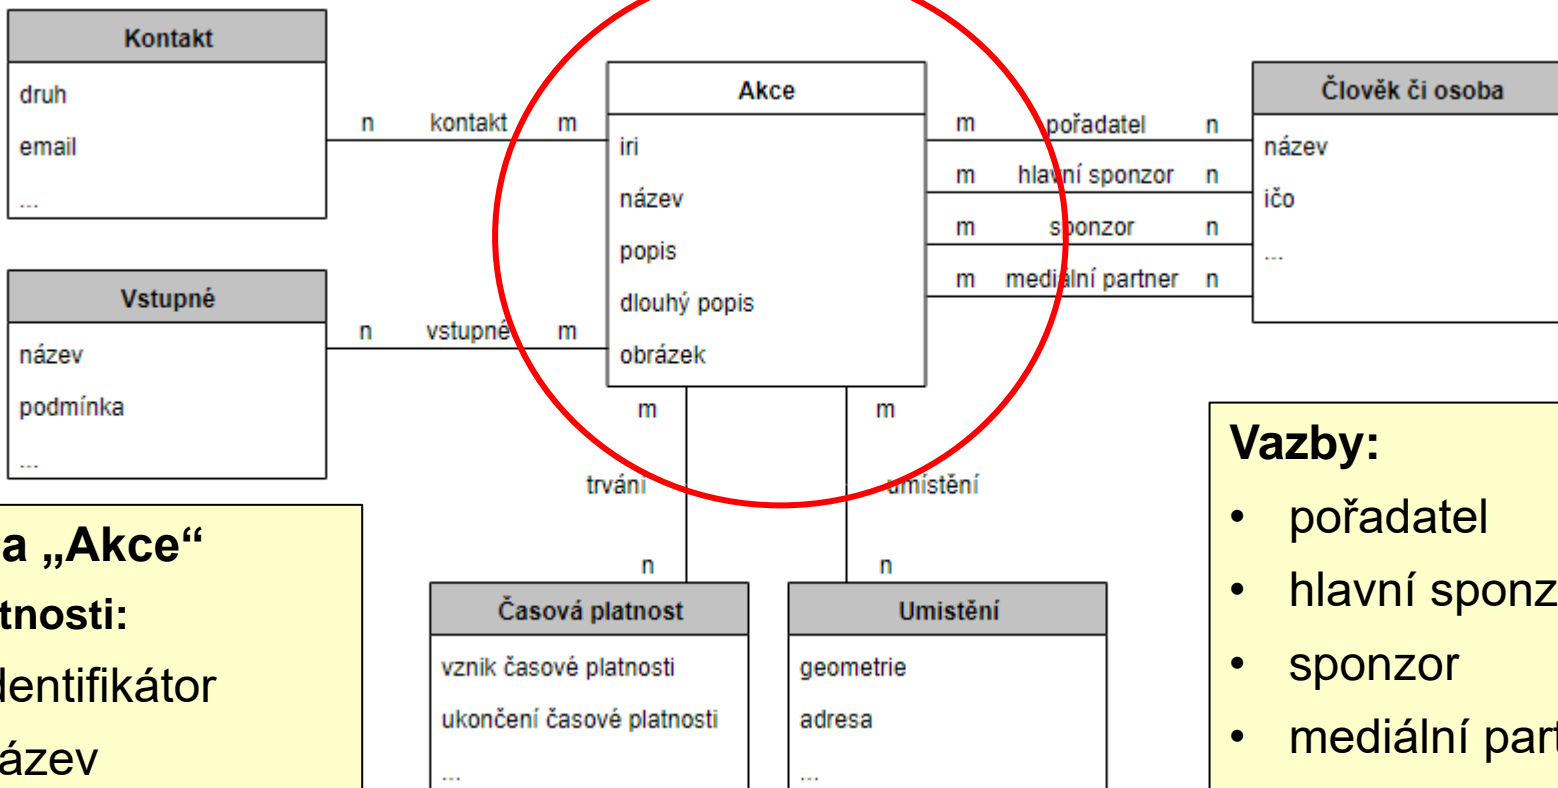 Kontakt
druh
email
...
n kontakt m
Akce
iri
název
popis
dlouhý popis
obrázek
m pořadatel n
m hlavní sponzor n
m sponzor n
m mediální partner n
Člověk či osoba
název
ičo
...
Vstupné
název
podmínka
...
n vstupné m
m
trvání
n
m
umístění
n
Časová platnost
vznik časové platnosti
ukončení časové platnosti
...
Umistění
geometrie
adresa
...
a „Akce“
tnosti:
dentifikátor
ázev
Vazby:
• pořadatel
• hlavní sponz
• sponzor
• mediální part